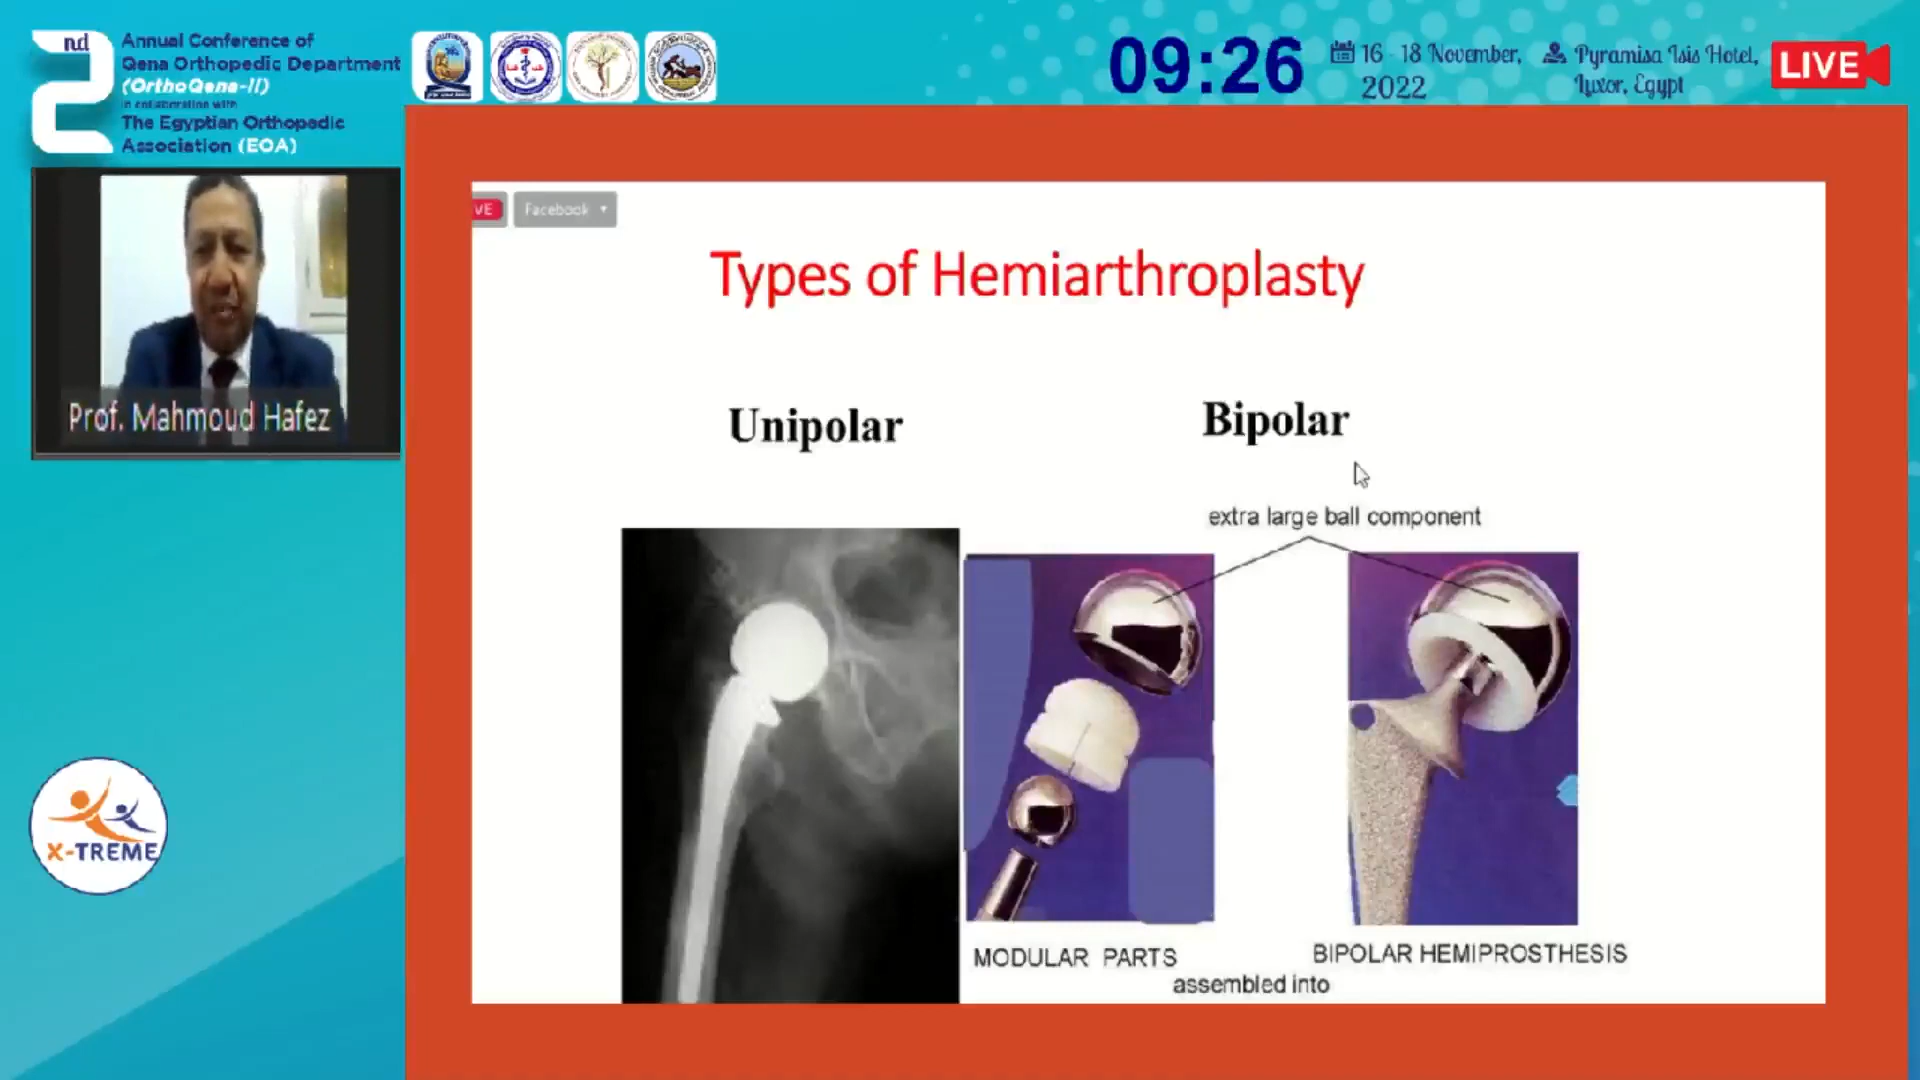 2nd
Annual Conference of
Qena Orthopedic Department
(OrthoQena-II)
in collaboration with
The Egyptian Orthopedic
Association (EOA)
09:26
16 - 18 November,
2022
Pyramisa Isis Hotel,
Luxor, Egypt
LIVE
Prof. Mahmoud Hafez
X-TREME
VE
Facebook
Types of Hemiarthroplasty
Unipolar
Bipolar
extra large ball component
MODULAR PARTS
BIPOLAR HEMIPROSTHESIS
assembled into